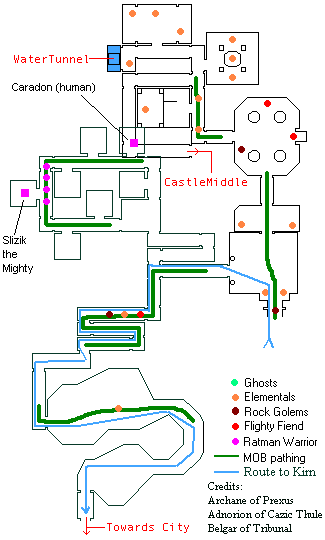 WaterTunnel
Caradon (human)
CastleMiddle
Slizik
the
Mighty
Ghosts
Elementals
Rock Golems
Flighty Fiend
Ratman Warrior
MOB pathing
Route to Kirn
Credits:
Archane of Prexus
Adnorion of Cazic Thule
Belgar of Tribunal
Towards City